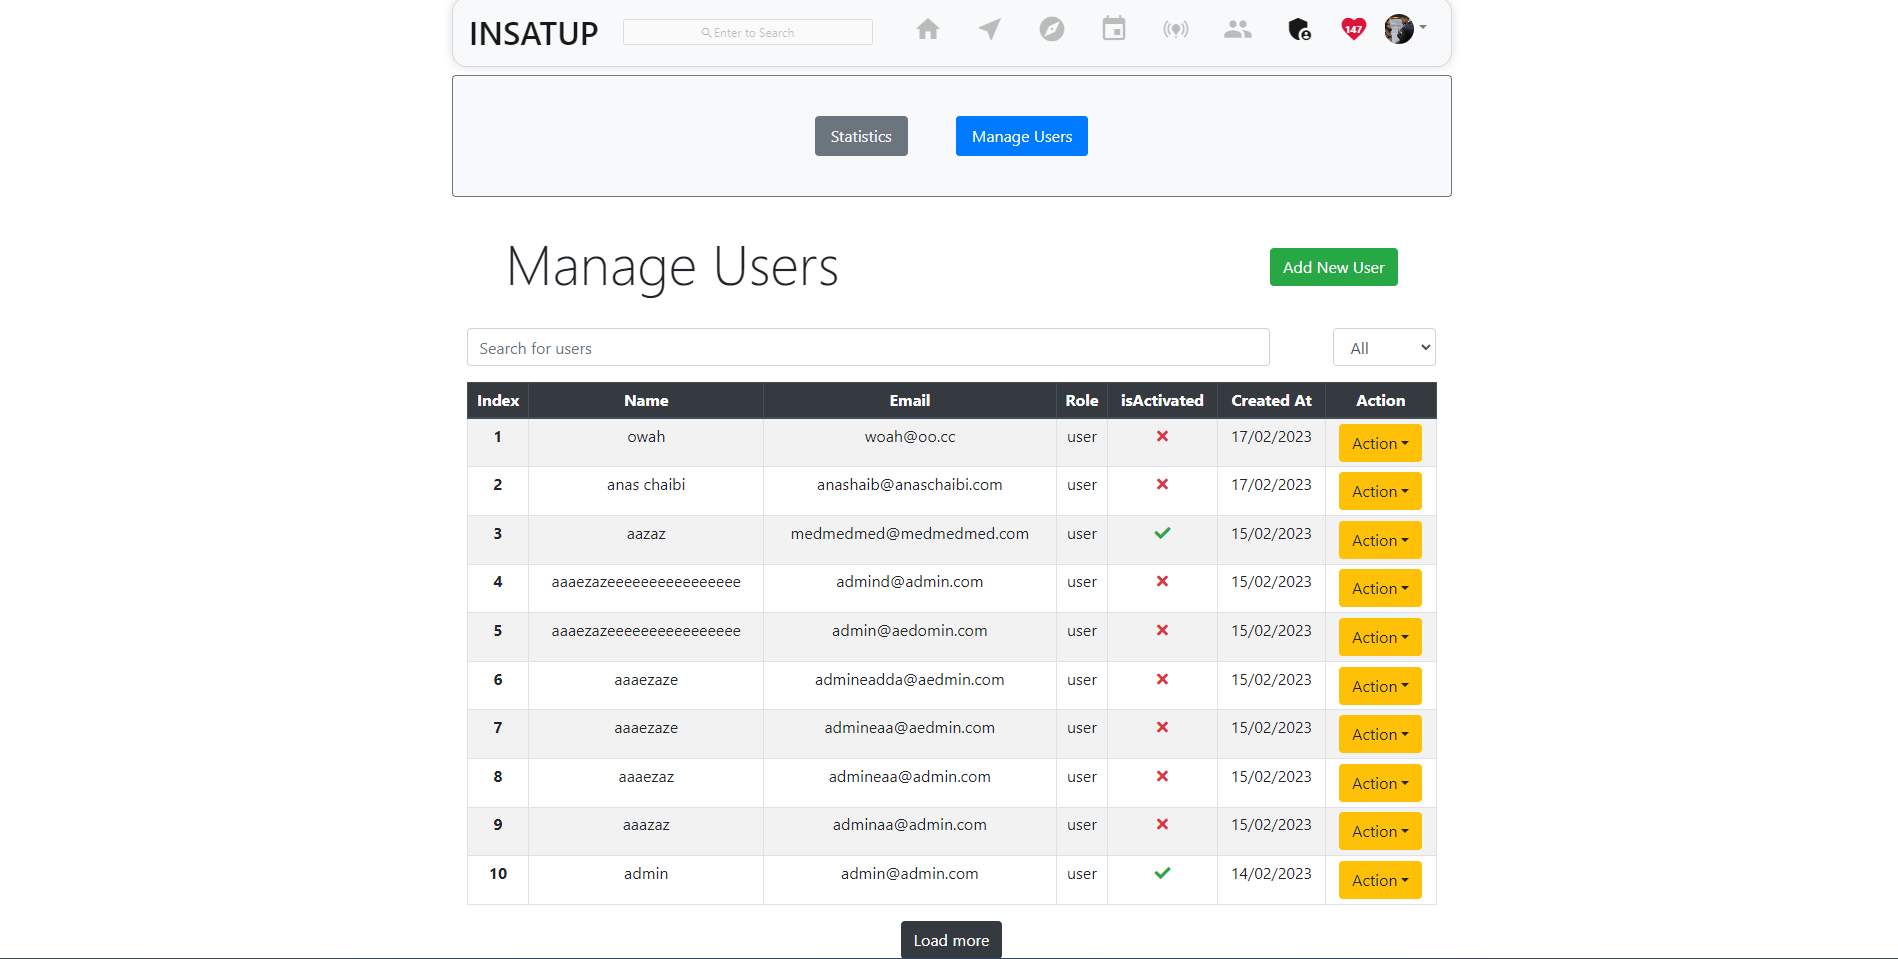 INSATUP Enter to Search 147
Statistics Manage Users
Manage Users Add New User
Search for users All
Index Name Email Role isActivated Created At Action
1 owah woah@oo.cc user 17/02/2023 Action
2 anas chaibi anashaib@anaschaibi.com user 17/02/2023 Action
3 aazaz medmedmed@medmedmed.com user 15/02/2023 Action
4 aaaezazeeeeeeeeeeeeeeee admind@admin.com user 15/02/2023 Action
5 aaaezazeeeeeeeeeeeeeeee admin@aedomin.com user 15/02/2023 Action
6 aaaezaze admineadda@aedmin.com user 15/02/2023 Action
7 aaaezaze admineaa@aedmin.com user 15/02/2023 Action
8 aaaezaz admineaa@admin.com user 15/02/2023 Action
9 aaazaz adminaa@admin.com user 15/02/2023 Action
10 admin admin@admin.com user 14/02/2023 Action
Load more